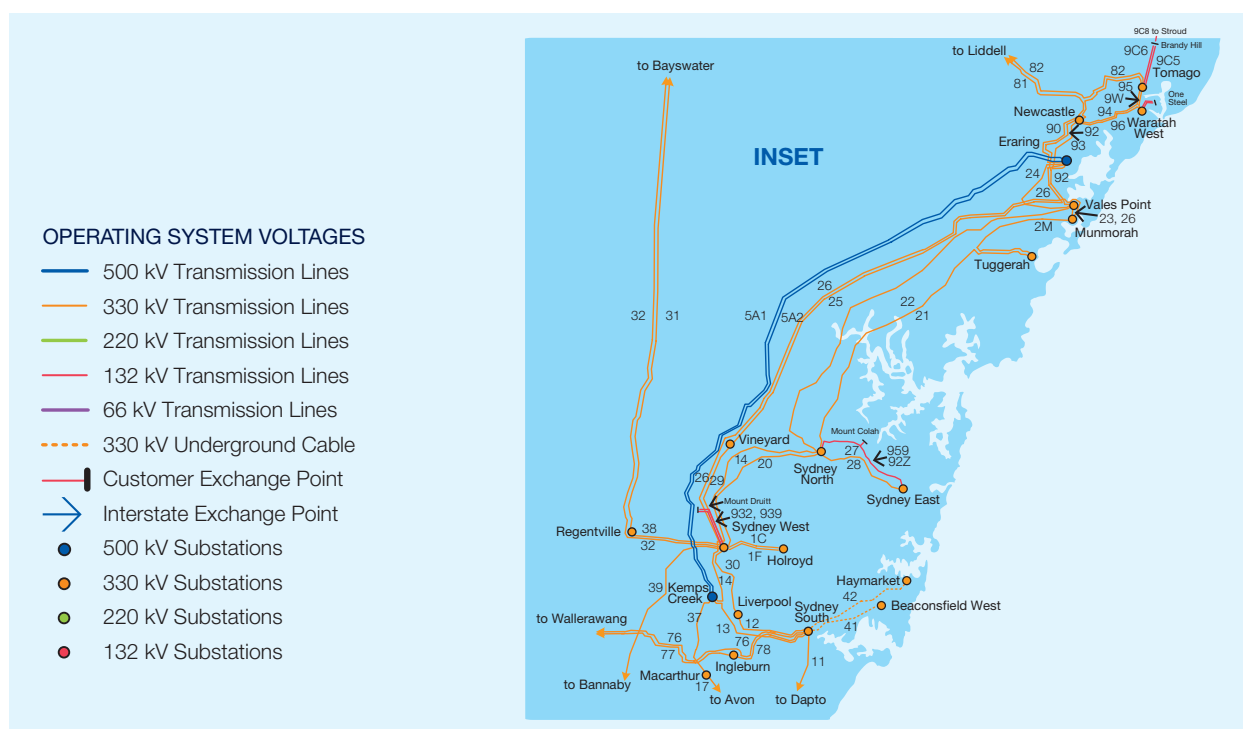 OPERATING SYSTEM VOLTAGES
500 kV Transmission Lines
330 kV Transmission Lines
220 kV Transmission Lines
132 kV Transmission Lines
66 kV Transmission Lines
330 kV Underground Cable
Customer Exchange Point
Interstate Exchange Point
500 kV Substations
330 kV Substations
220 kV Substations
132 kV Substations
INSET
9C8 to Stroud
Brandy Hill
9C6
9C5
Tomago
to Liddell
82
81
82
95
9W
One
Steel
to Bayswater
Newcastle
94
96
Waratah
West
90
92
93
Eraring
24
92
26
Vales Point
23, 26
Munmorah
2M
Tuggerah
26
25
22
21
32
31
5A1
5A2
Vineyard
14
20
Mount Colah
27
28
959
92Z
Sydney
North
Sydney East
26
29
Mount Druitt
932, 939
Sydney West
Regentville
38
32
1C
1F
Holroyd
30
14
39
Kemps
Creek
37
Liverpool
13
12
Sydney
South
Haymarket
42
Beaconsfield West
41
to Wallerawang
76
77
76
78
Ingleburn
Macarthur
17
11
to Bannaby
to Avon
to Dapto